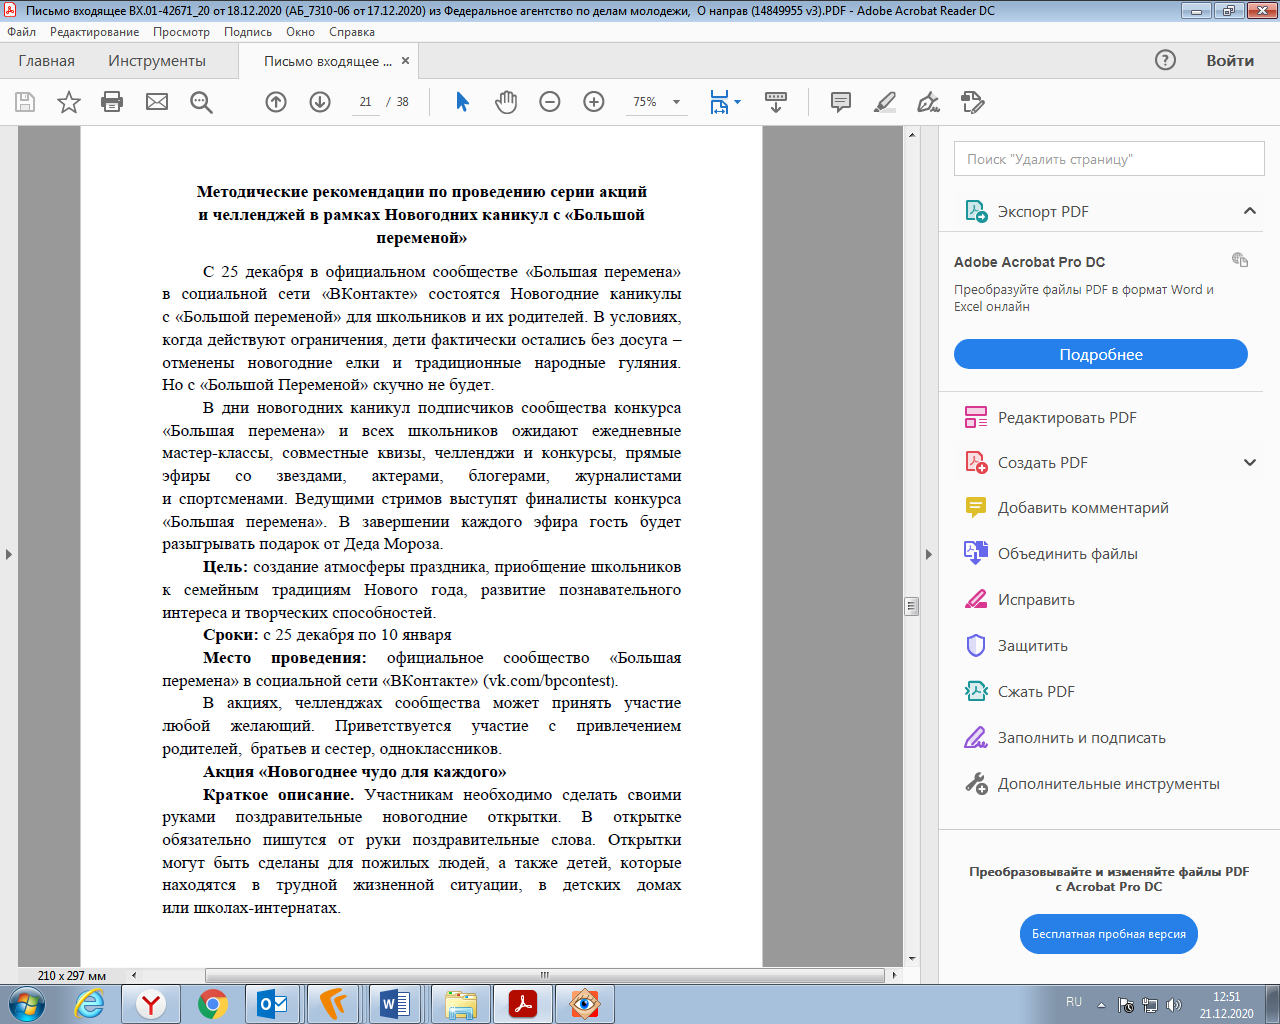 Письмо входящее ВХ.01-42671_20 от 18.12.2020 (АБ_7310-06 от 17.12.2020) из Федеральное агентство по делам молодежи, О направ (14849955 v3).PDF - Adobe Acrobat Reader DC
Файл Редактирование Просмотр Подпись Окно Справка
Главная Инструменты Письмо входящее ... × Войти
21 / 38 75%
Методические рекомендации по проведению серии акций
и челленджей в рамках Новогодних каникул с «Большой
переменой»
С 25 декабря в официальном сообществе «Большая перемена»
в социальной сети «ВКонтакте» состоятся Новогодние каникулы
с «Большой переменой» для школьников и их родителей. В условиях,
когда действуют ограничения, дети фактически остались без досуга –
отменены новогодние елки и традиционные народные гуляния.
Но с «Большой Переменой» скучно не будет.
В дни новогодних каникул подписчиков сообщества конкурса
«Большая перемена» и всех школьников ожидают ежедневные
мастер-классы, совместные квизы, челленджи и конкурсы, прямые
эфиры со звездами, актерами, блогерами, журналистами
и спортсменами. Ведущими стримов выступят финалисты конкурса
«Большая перемена». В завершении каждого эфира гость будет
разыгрывать подарок от Деда Мороза.
Цель: создание атмосферы праздника, приобщение школьников
к семейным традициям Нового года, развитие познавательного
интереса и творческих способностей.
Сроки: с 25 декабря по 10 января
Место проведения: официальное сообщество «Большая
перемена» в социальной сети «ВКонтакте» (vk.com/bpcontest).
В акциях, челленджах сообщества может принять участие
любой желающий. Приветствуется участие с привлечением
родителей, братьев и сестер, одноклассников.
Акция «Новогоднее чудо для каждого»
Краткое описание. Участникам необходимо сделать своими
руками поздравительные новогодние открытки. В открытке
обязательно пишутся от руки поздравительные слова. Открытки
могут быть сделаны для пожилых людей, а также детей, которые
находятся в трудной жизненной ситуации, в детских домах
или школах-интернатах.
210 x 297 мм
Поиск "Удалить страницу"
Экспорт PDF
Adobe Acrobat Pro DC
Преобразуйте файлы PDF в формат Word и
Excel онлайн
Подробнее
Редактировать PDF
Создать PDF
Добавить комментарий
Объединить файлы
Исправить
Защитить
Сжать PDF
Заполнить и подписать
Дополнительные инструменты
Преобразовывайте и изменяйте файлы PDF
с Acrobat Pro DC
Бесплатная пробная версия
RU
12:51
21.12.2020